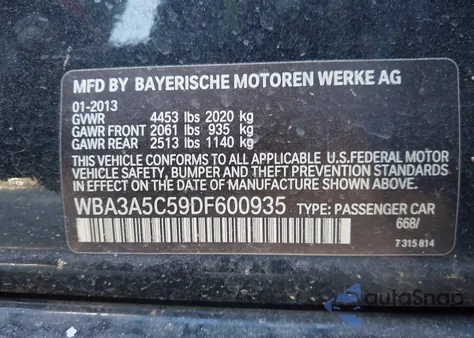 MFD BY BAYERISCHE MOTOREN WERKE AG
01-2013
GVWR 4453 lbs 2020 kg
GAWR FRONT 2061 lbs 935 kg
GAWR REAR 2513 lbs 1140 kg
THIS VEHICLE CONFORMS TO ALL APPLICABLE U.S.FEDERAL MOTOR
VEHICLE SAFETY, BUMPER AND THEFT PREVENTION STANDARDS
IN EFFECT ON THE DATE OF MANUFACTURE SHOWN ABOVE.
WBA3A5C59DF600935 TYPE: PASSENGER CAR
668/
7 315 814
autoSnap